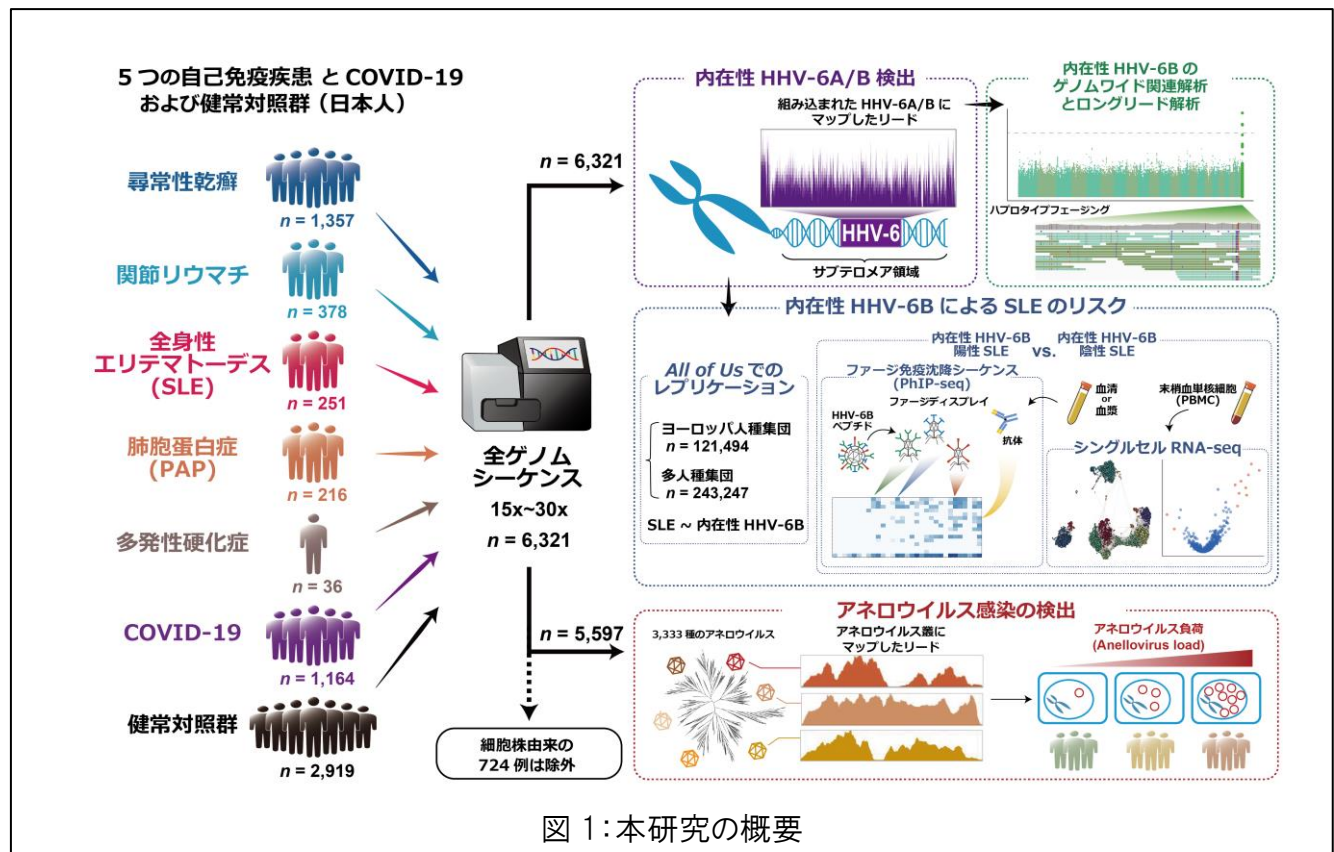 5 つの自己免疫疾患 と COVID-19
および健常対照群（日本人）
尋常性乾癬
n = 1,357
関節リウマチ
n = 378
全身性
エリテマトーデス
(SLE)
n = 251
肺胞蛋白症
(PAP)
n = 216
多発性硬化症
n = 36
COVID-19
n = 1,164
健常対照群
n = 2,919
全ゲノム
シーケンス
15x~30x
n = 6,321
n = 6,321
n = 5,597
細胞株由来の
724 例は除外
内在性 HHV-6A/B 検出
組み込まれた HHV-6A/B に
マップしたリード
HHV-6
サブテロメア領域
内在性 HHV-6B の
ゲノムワイド関連解析
とロングリード解析
ハプロタイプフェージング
内在性 HHV-6B による SLE のリスク
All of Us での
レプリケーション
ヨーロッパ人種集団
n = 121,494
多人種集団
n = 243,247
SLE ~ 内在性 HHV-6B
内在性 HHV-6B
陽性 SLE
vs.
内在性 HHV-6B
陰性 SLE
ファージ免疫沈降シーケンス
(PhIP-seq)
ファージディスプレイ
HHV-6B
ペプチド
抗体
血清
or
血漿
末梢血単核細胞
(PBMC)
シングルセル RNA-seq
アネロウイルス感染の検出
3,333 種のアネロウイルス
アネロウイルス叢に
マップしたリード
アネロウイルス負荷
(Anellovirus load)
図 1：本研究の概要